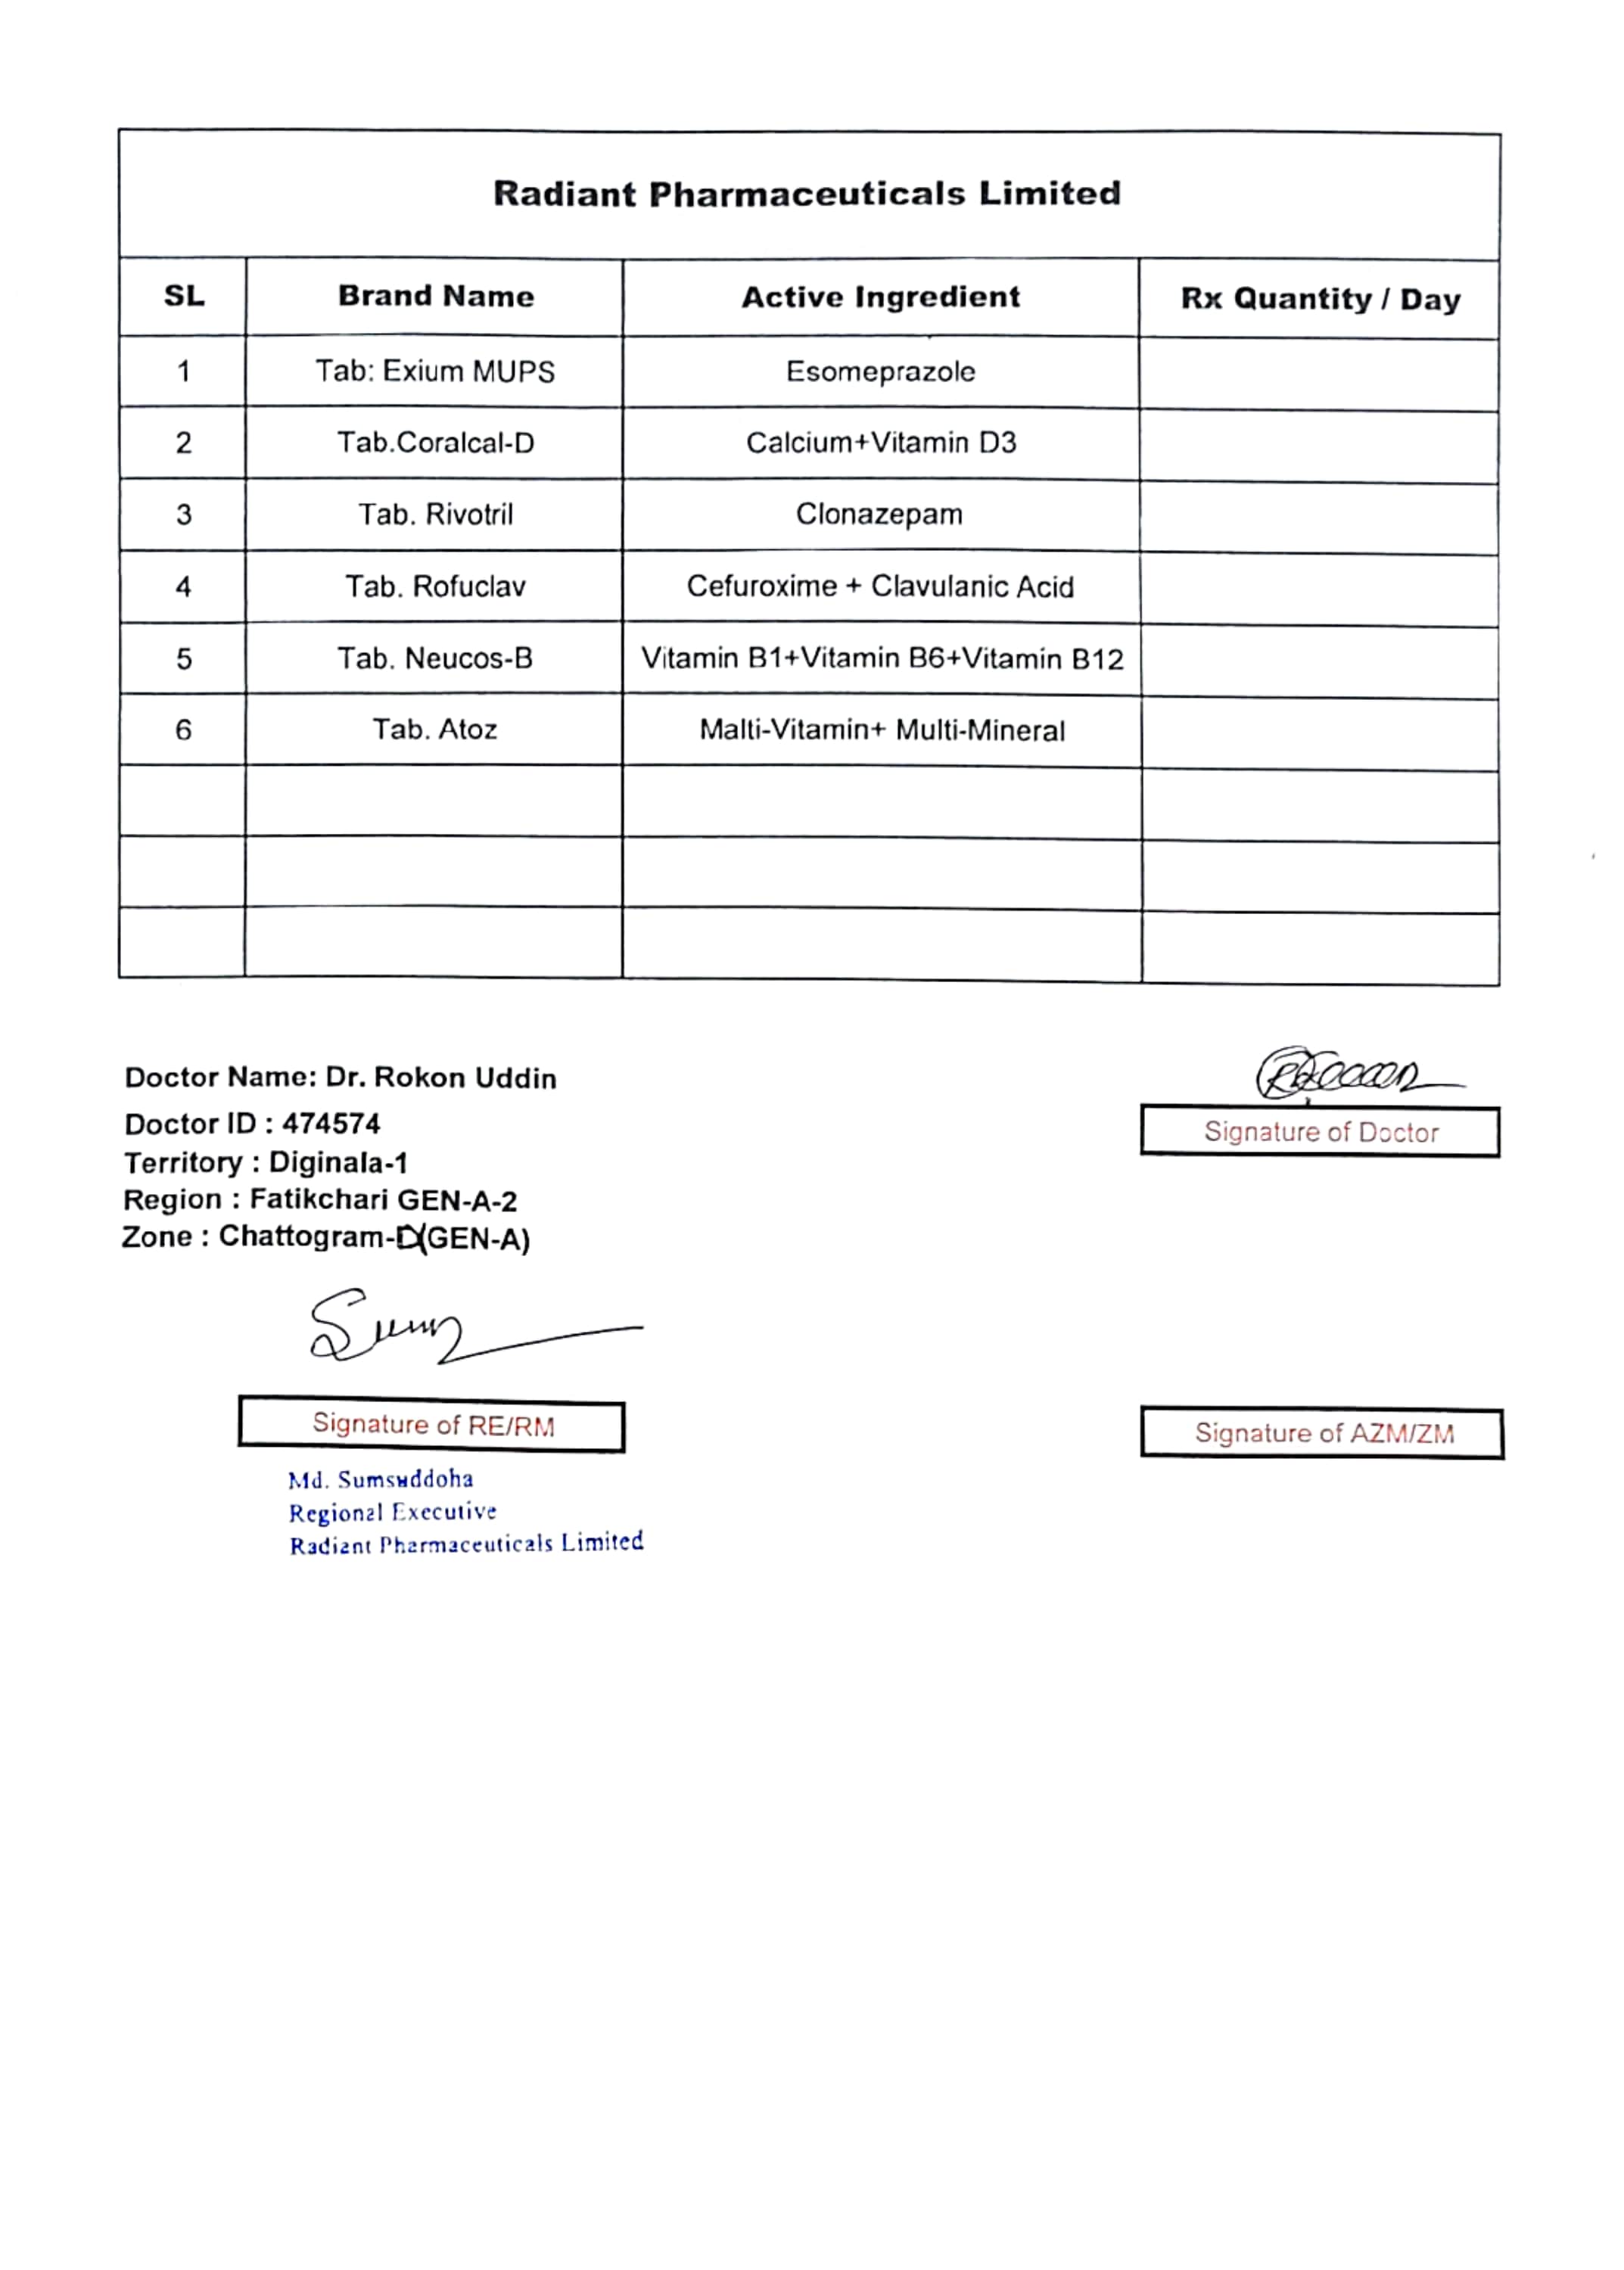 Radiant Pharmaceuticals Limited
SL Brand Name Active Ingredient Rx Quantity / Day
1 Tab: Exium MUPS Esomeprazole
2 Tab.Coralcal-D Calcium+Vitamin D3
3 Tab. Rivotril Clonazepam
4 Tab. Rofuclav Cefuroxime + Clavulanic Acid
5 Tab. Neucos-B Vitamin B1+Vitamin B6+Vitamin B12
6 Tab. Atoz Malti-Vitamin+ Multi-Mineral
Doctor Name: Dr. Rokon Uddin
Doctor ID : 474574
Signature of Doctor
Territory : Diginala-1
Region : Fatikchari GEN-A-2
Zone : Chattogram-D(GEN-A)
Signature of RE/RM
Signature of AZM/ZM
Md. Sumsuddoha
Regional Executive
Radiant Pharmaceuticals Limited